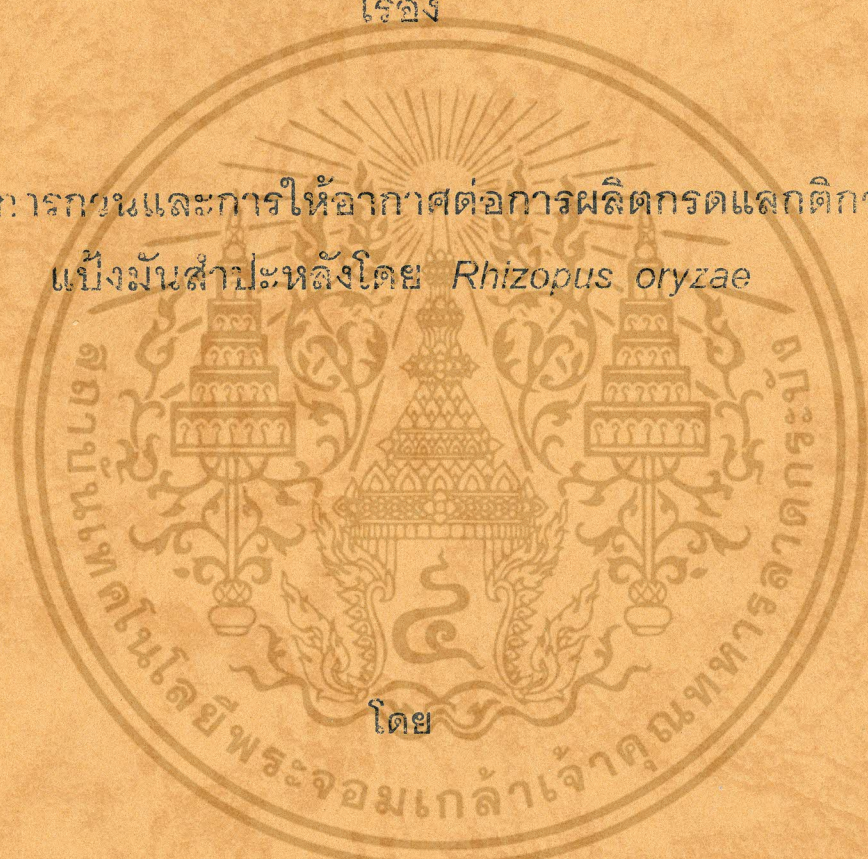 เรื่อง
การกวนและการให้อากาศต่อการผลิตกรดแลกติก
แป้งมันสำปะหลังโดย Rhizopus oryzae
๔
สถาบันเทคโนโลยีพระจอมเกล้าเจ้าคุณทหารลาดกระบัง
โดย